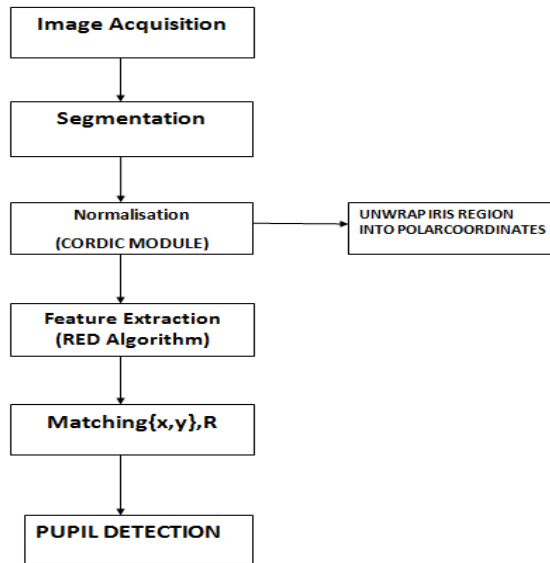 Image Acquisition
Segmentation
Normalisation
(CORDIC MODULE)
UNWRAP IRIS REGION
INTO POLARCOORDINATES
Feature Extraction
(RED Algorithm)
Matching{x,y},R
PUPIL DETECTION